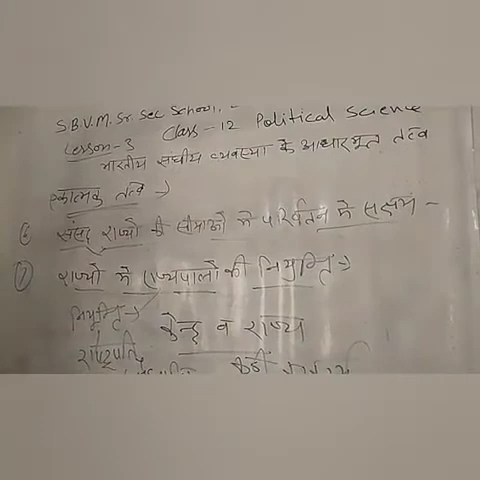 S.B.V.M. Sr. Sec School. -
Class - 12 Political Science
Lesson - 3
भारतीय संघीय व्यवस्था के आधारभूत तत्व
एकात्मक तत्व →
⑥ संसद राज्यों की सीमाओं में परिवर्तन में सक्षम -
⑦ राज्यों में राज्यपालों की नियुक्ति →
नियुक्ति →
केन्द्र व राज्य
राष्ट्रपति
कडी